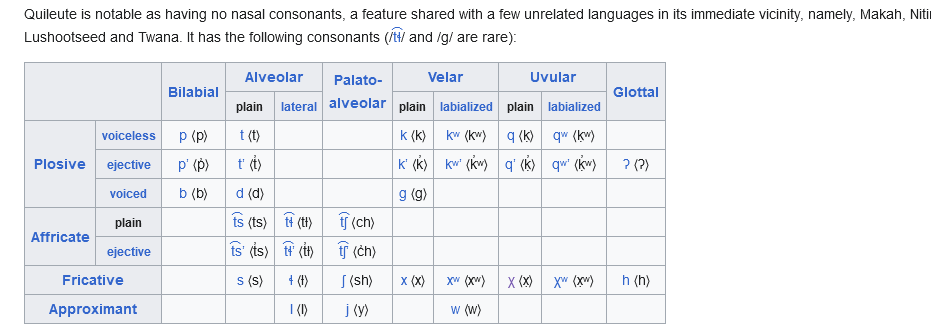 Quileute is notable as having no nasal consonants, a feature shared with a few unrelated languages in its immediate vicinity, namely, Makah, Nitin
Lushootseed and Twana. It has the following consonants (/t͡ɬ/ and /g/ are rare):
Bilabial Alveolar Palato-alveolar Velar Uvular Glottal
plain lateral plain labialized plain labialized
Plosive voiceless p ⟨p⟩ t ⟨t⟩ k ⟨k⟩ kʷ ⟨kʷ⟩ q ⟨ḳ⟩ qʷ ⟨ḳʷ⟩
ejective pʼ ⟨p̓⟩ tʼ ⟨t̓⟩ kʼ ⟨k̓⟩ kʷʼ ⟨k̓ʷ⟩ qʼ ⟨ḳ̓⟩ qʷʼ ⟨ḳ̓ʷ⟩ ʔ ⟨ʔ⟩
voiced b ⟨b⟩ d ⟨d⟩ g ⟨g⟩
Affricate plain t͡s ⟨ts⟩ t͡ɬ ⟨tł⟩ t͡ʃ ⟨ch⟩
ejective t͡sʼ ⟨t̓s⟩ t͡ɬʼ ⟨t̓ł⟩ t͡ʃʼ ⟨c̓h⟩
Fricative s ⟨s⟩ ɬ ⟨ł⟩ ʃ ⟨sh⟩ x ⟨x⟩ xʷ ⟨xʷ⟩ χ ⟨x̣⟩ χʷ ⟨x̣ʷ⟩ h ⟨h⟩
Approximant l ⟨l⟩ j ⟨y⟩ w ⟨w⟩